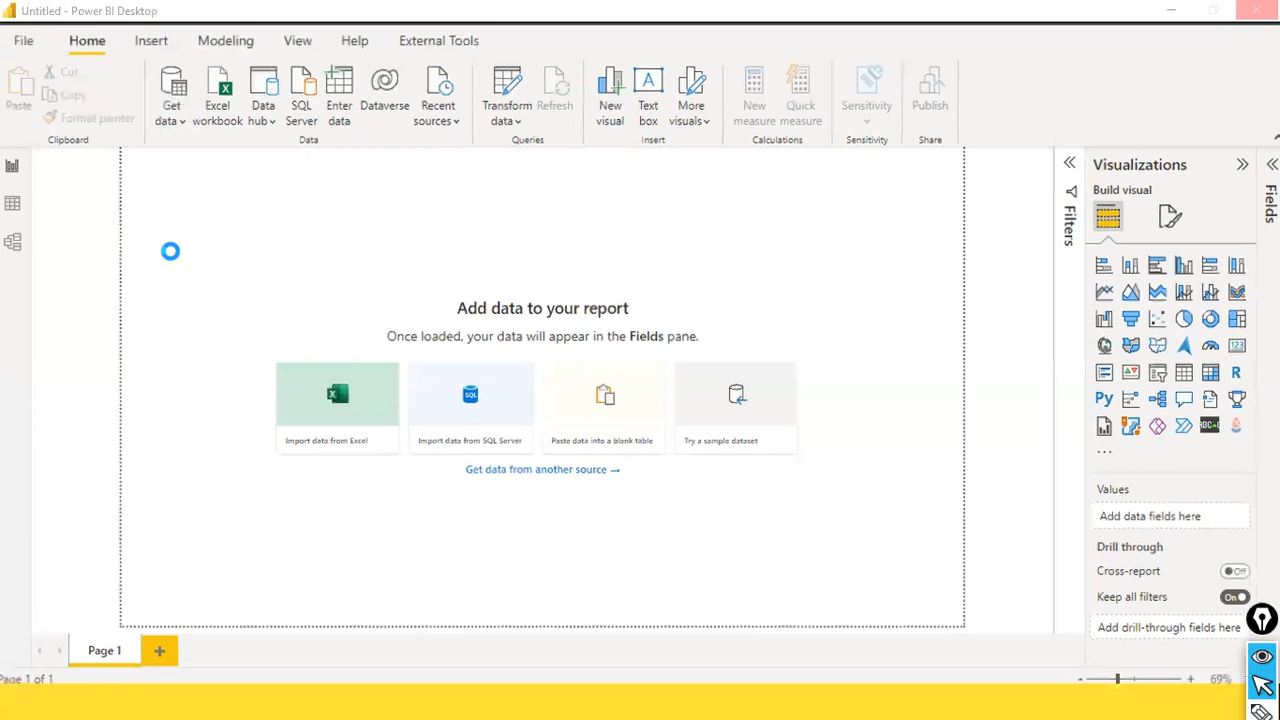 Untitled - Power BI Desktop
File Home Insert Modeling View Help External Tools
Paste
Cut
Copy
Format painter
Clipboard
Get data
Excel workbook
Data hub
SQL Server
Enter data
Dataverse
Recent sources
Data
Transform data
Refresh
Queries
New visual
Text box
More visuals
Insert
New measure
Quick measure
Calculations
Sensitivity
Sensitivity
Publish
Share
Add data to your report
Once loaded, your data will appear in the Fields pane.
Import data from Excel
Import data from SQL Server
Paste data into a blank table
Try a sample dataset
Get data from another source →
Filters
Visualizations
Build visual
123
R
Py
Values
Add data fields here
Drill through
Cross-report
Off
Keep all filters
On
Add drill-through fields here
Fields
Page 1
Page 1 of 1
69%